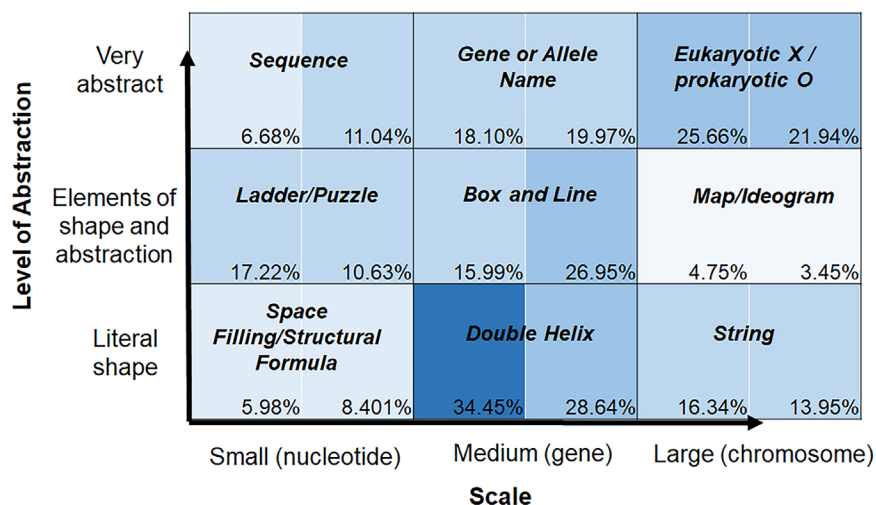 Level of Abstraction
Very
abstract
Sequence
6.68% 11.04%
Gene or Allele
Name
18.10% 19.97%
Eukaryotic X /
prokaryotic O
25.66% 21.94%
Elements of
shape and
abstraction
Ladder/Puzzle
17.22% 10.63%
Box and Line
15.99% 26.95%
Map/Ideogram
4.75% 3.45%
Literal
shape
Space
Filling/Structural
Formula
5.98% 8.401%
Double Helix
34.45% 28.64%
String
16.34% 13.95%
Small (nucleotide)
Medium (gene)
Large (chromosome)
Scale